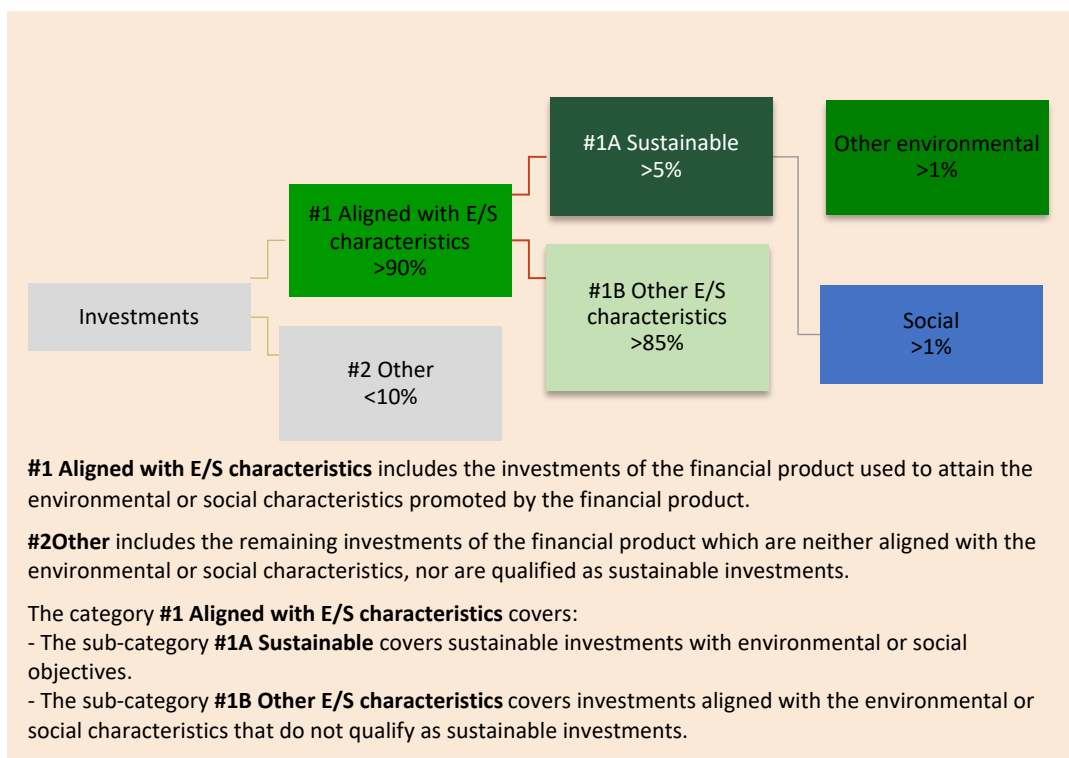 #1A Sustainable
>5%
Other environmental
>1%
#1 Aligned with E/S
characteristics
>90%
#1B Other E/S
characteristics
>85%
Investments
Social
>1%
#2 Other
<10%
#1 Aligned with E/S characteristics includes the investments of the financial product used to attain the
environmental or social characteristics promoted by the financial product.
#2Other includes the remaining investments of the financial product which are neither aligned with the
environmental or social characteristics, nor are qualified as sustainable investments.
The category #1 Aligned with E/S characteristics covers:
- The sub-category #1A Sustainable covers sustainable investments with environmental or social
objectives.
- The sub-category #1B Other E/S characteristics covers investments aligned with the environmental or
social characteristics that do not qualify as sustainable investments.